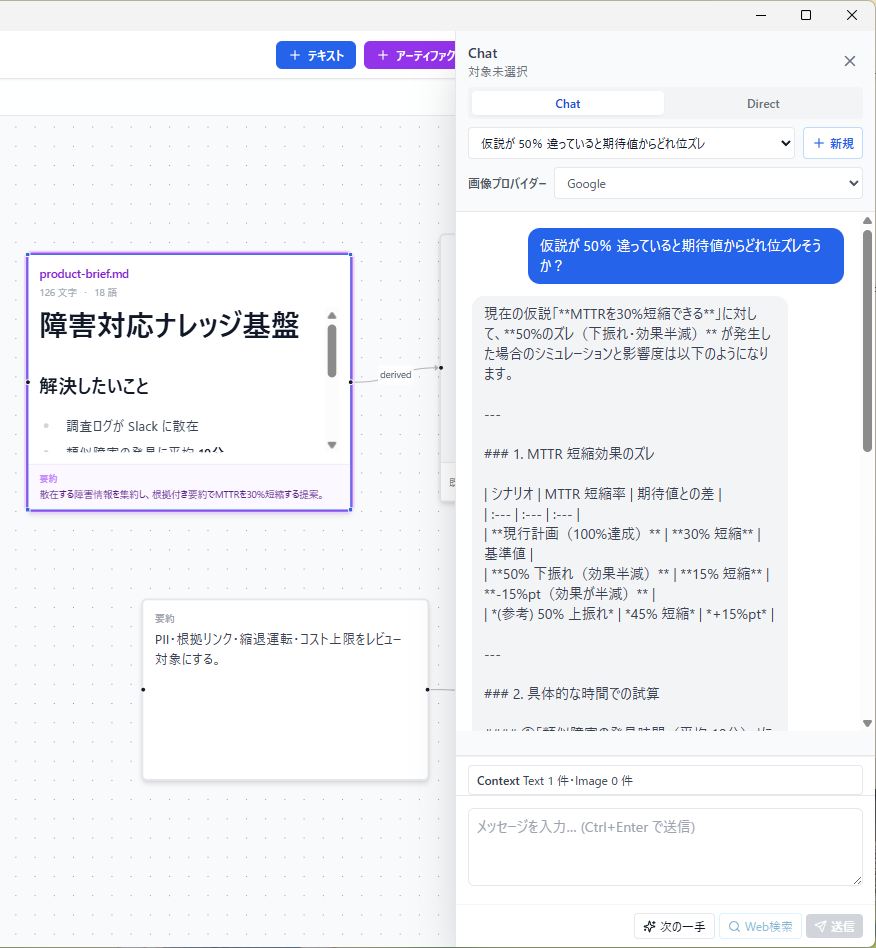 ＋ テキスト
＋ アーティファク
product-brief.md
126 文字 · 18 語
障害対応ナレッジ基盤
解決したいこと
調査ログが Slack に散在
類似障害の発見に平均 10分
要約
散在する障害情報を集約し、根拠付き要約でMTTRを30%短縮する提案。
derived
要約
PII・根拠リンク・縮退運転・コスト上限をレビュー
対象にする。
Chat
対象未選択
Chat
Direct
仮説が 50% 違っていると期待値からどれ位ズレ
＋ 新規
画像プロバイダー
Google
仮説が 50% 違っていると期待値からどれ位ズレそう
か？
現在の仮説「**MTTRを30%短縮できる**」に対し
て、**50%のズレ（下振れ・効果半減）** が発生し
た場合のシミュレーションと影響度は以下のようになり
ます。
---
### 1. MTTR 短縮効果のズレ
| シナリオ | MTTR 短縮率 | 期待値との差 |
| :--- | :--- | :--- |
| **現行計画（100%達成）** | **30% 短縮** |
基準値 |
| **50% 下振れ（効果半減）** | **15% 短縮** |
**-15%pt（効果が半減）** |
| *(参考) 50% 上振れ* | *45% 短縮* | *+15%pt* |
---
### 2. 具体的な時間での試算
Context Text 1 件・Image 0 件
メッセージを入力... (Ctrl+Enter で送信)
次の一手
Web検索
送信